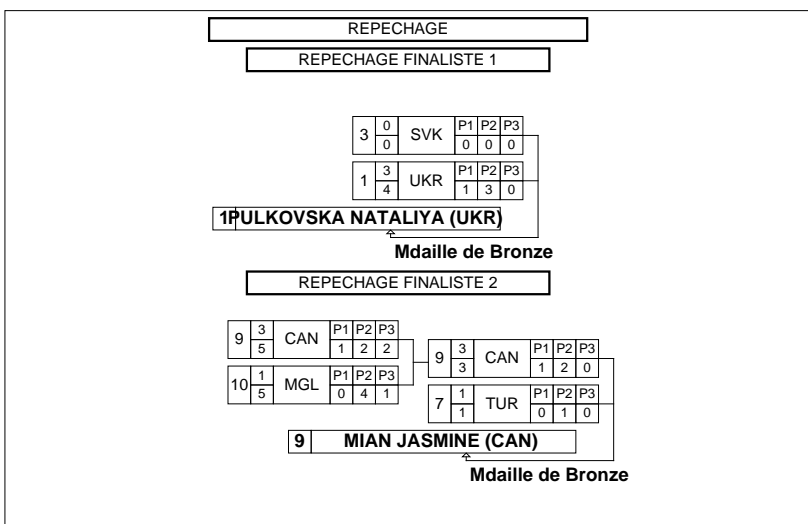 REPECHAGE
REPECHAGE FINALISTE 1
3 0 SVK P1 P2 P3
0 0 0 0
1 3 UKR P1 P2 P3
4 1 3 0
1 PULKOVSKA NATALIYA (UKR)
Mdaille de Bronze
REPECHAGE FINALISTE 2
9 3 CAN P1 P2 P3
5 1 2 2
10 1 MGL P1 P2 P3
5 0 4 1
9 3 CAN P1 P2 P3
3 1 2 0
7 1 TUR P1 P2 P3
1 0 1 0
9 MIAN JASMINE (CAN)
Mdaille de Bronze